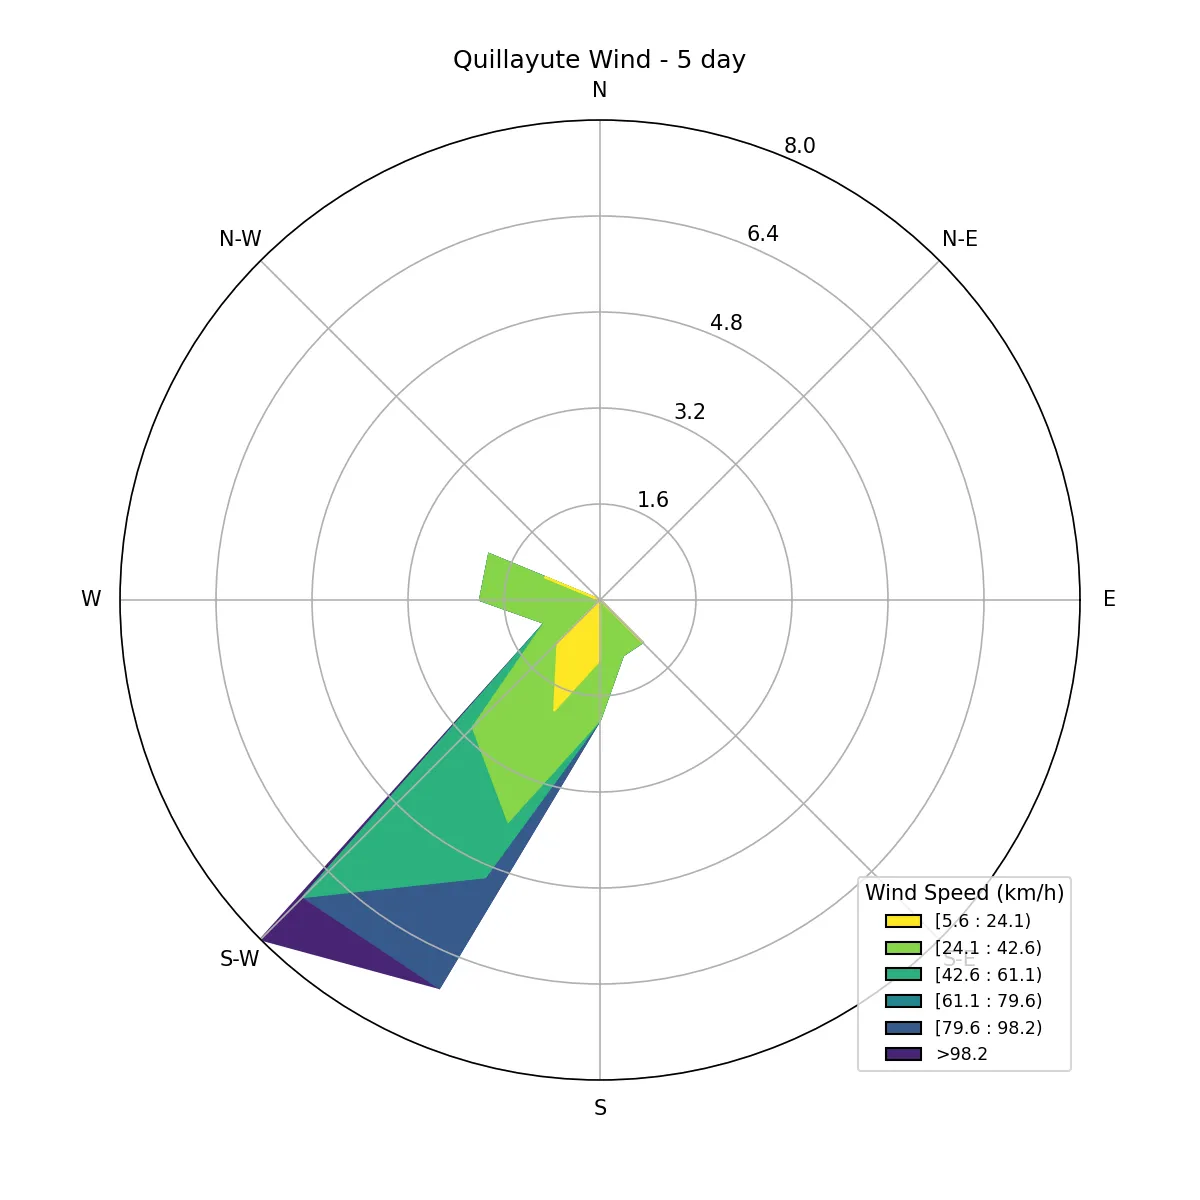 Quillayute Wind - 5 day
N
8.0
6.4
N-W
N-E
4.8
3.2
1.6
W
E
S-W
S-E
Wind Speed (km/h)
[5.6 : 24.1)
[24.1 : 42.6)
[42.6 : 61.1)
[61.1 : 79.6)
[79.6 : 98.2)
>98.2
S